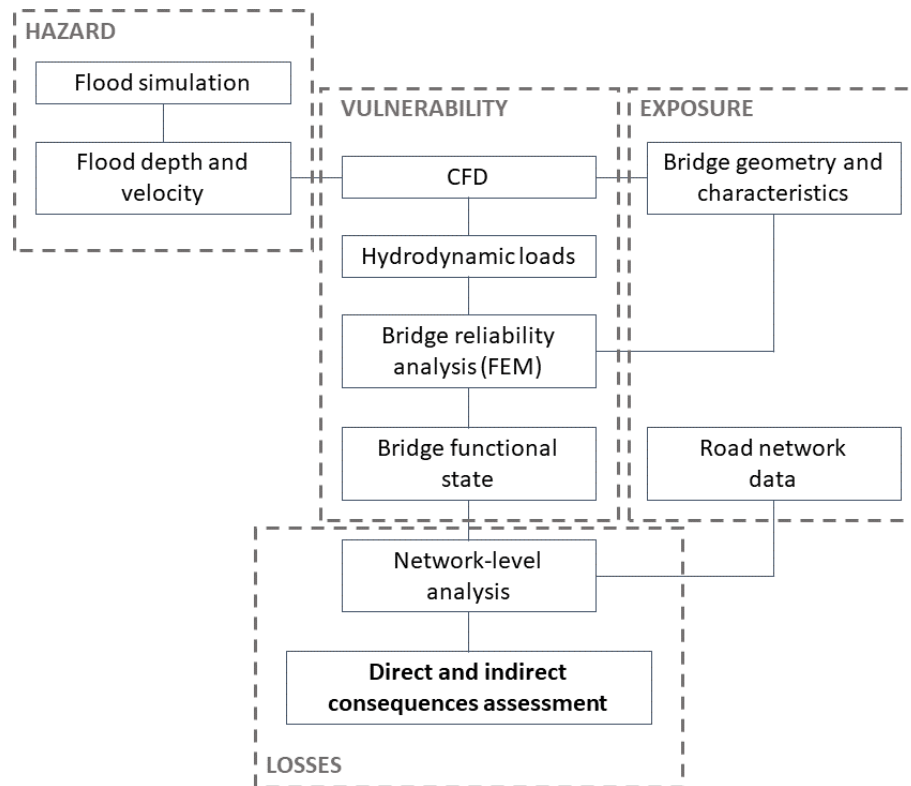 HAZARD
Flood simulation
Flood depth and
velocity
VULNERABILITY
CFD
Hydrodynamic loads
Bridge reliability
analysis (FEM)
Bridge functional
state
EXPOSURE
Bridge geometry and
characteristics
Road network
data
Network-level
analysis
Direct and indirect
consequences assessment
LOSSES